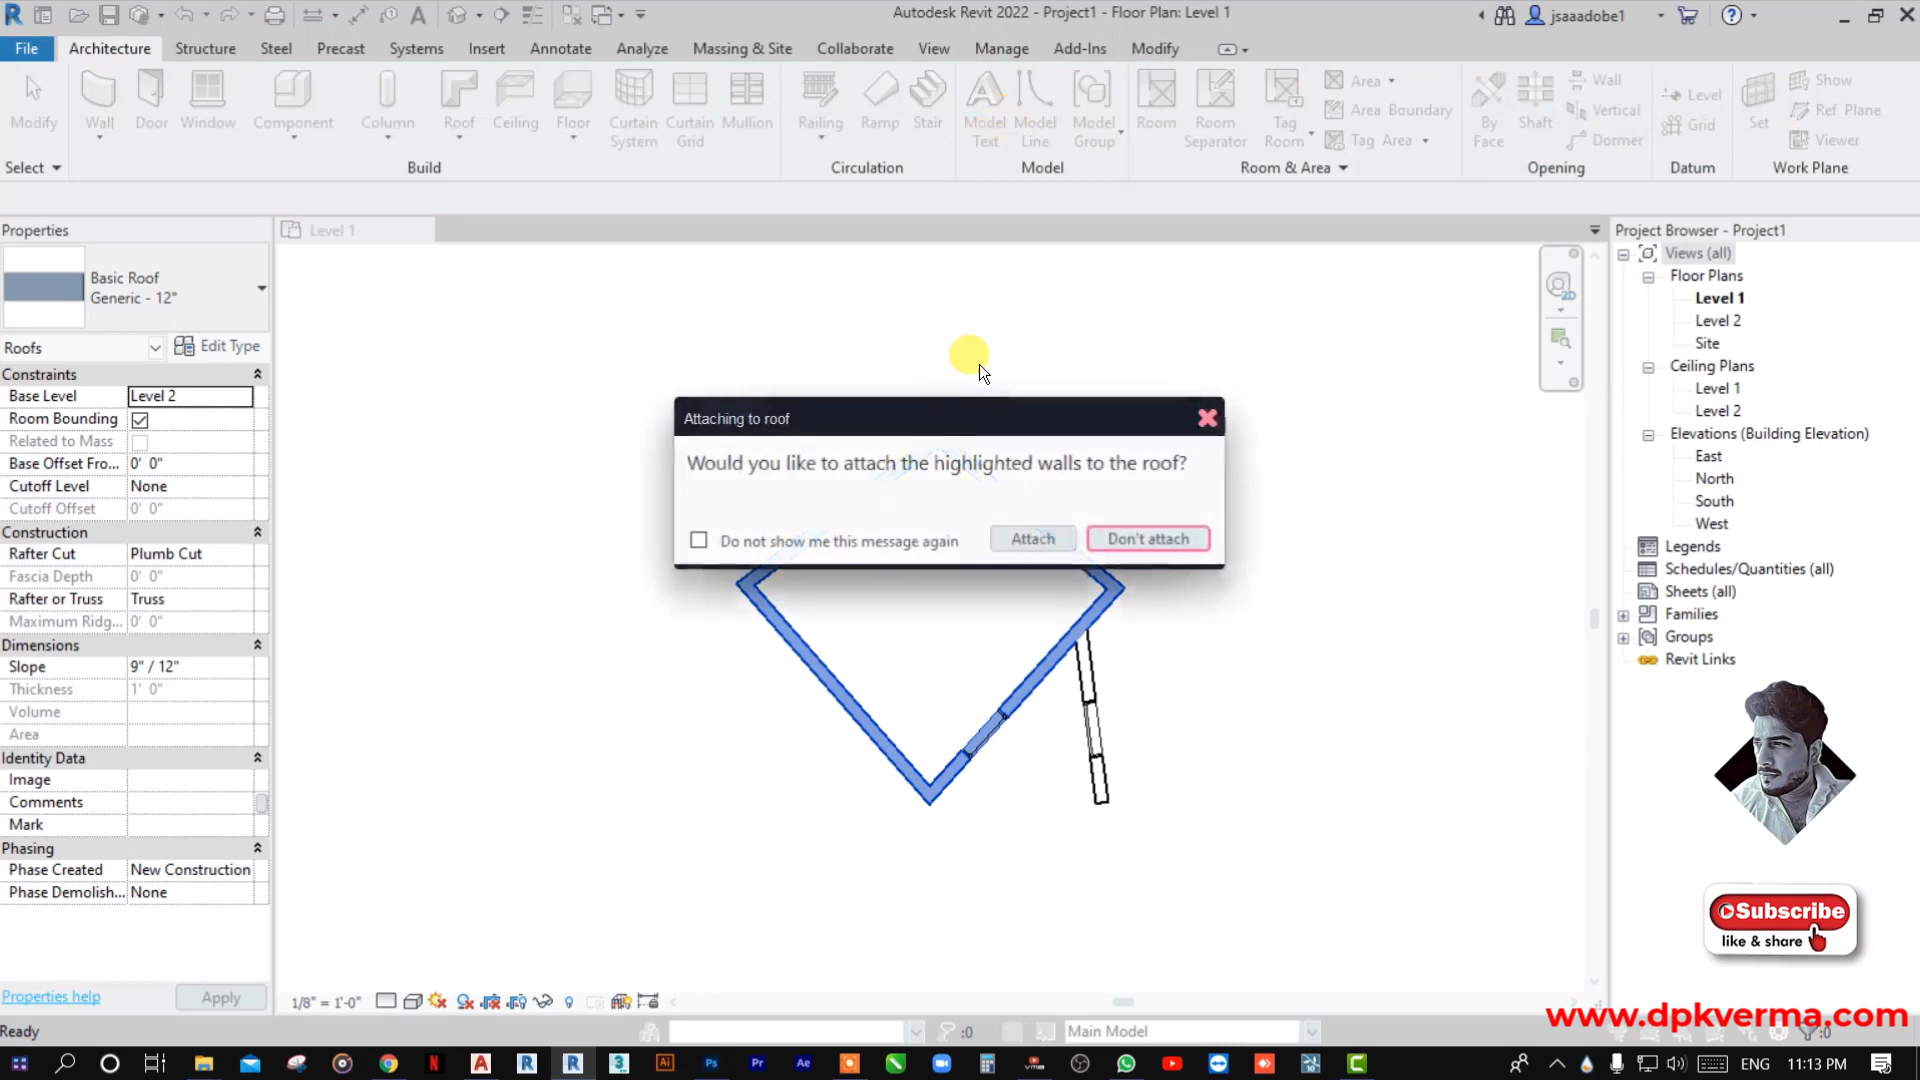 Autodesk Revit 2022 - Project1 - Floor Plan: Level 1
jsaaadobe1
File Architecture Structure Steel Precast Systems Insert Annotate Analyze Massing & Site Collaborate View Manage Add-Ins Modify
Modify
Wall Door Window Component Column Roof Ceiling Floor
Curtain System
Curtain Grid
Mullion
Railing Ramp Stair
Model Text
Model Line
Model Group
Room
Room Separator
Tag Room
Area
Area Boundary
Tag Area
By Face
Shaft
Wall
Vertical
Dormer
Level
Grid
Set
Show
Ref Plane
Viewer
Select Build Circulation Model Room & Area Opening Datum Work Plane
Properties
Basic Roof
Generic - 12"
Roofs Edit Type
Constraints
Base Level Level 2
Room Bounding
Related to Mass
Base Offset Fro... 0' 0"
Cutoff Level None
Cutoff Offset 0' 0"
Construction
Rafter Cut Plumb Cut
Fascia Depth 0' 0"
Rafter or Truss Truss
Maximum Ridg... 0' 0"
Dimensions
Slope 9" / 12"
Thickness 1' 0"
Volume
Area
Identity Data
Image
Comments
Mark
Phasing
Phase Created New Construction
Phase Demolish... None
Properties help Apply
Level 1
2D
Attaching to roof
Would you like to attach the highlighted walls to the roof?
Do not show me this message again Attach Don't attach
1/8" = 1'-0"
Project Browser - Project1
Views (all)
Floor Plans
Level 1
Level 2
Site
Ceiling Plans
Level 1
Level 2
Elevations (Building Elevation)
East
North
South
West
Legends
Schedules/Quantities (all)
Sheets (all)
Families
Groups
Revit Links
Subscribe
like & share
www.dpkverma.com
Ready :0 Main Model :0
ENG 11:13 PM